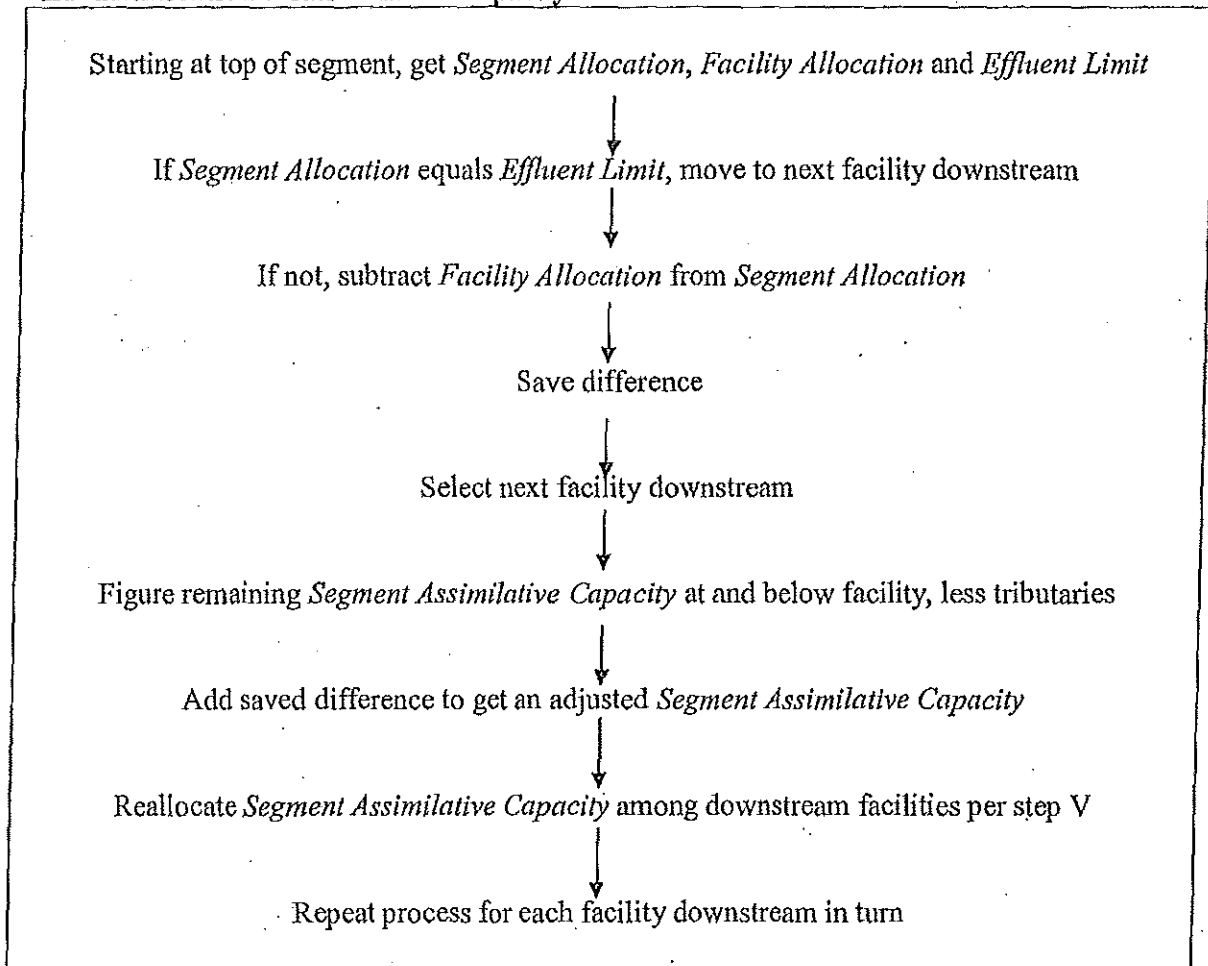 Starting at top of segment, get Segment Allocation, Facility Allocation and Effluent Limit
If Segment Allocation equals Effluent Limit, move to next facility downstream
If not, subtract Facility Allocation from Segment Allocation
Save difference
Select next facility downstream
Figure remaining Segment Assimilative Capacity at and below facility, less tributaries
Add saved difference to get an adjusted Segment Assimilative Capacity
Reallocate Segment Assimilative Capacity among downstream facilities per step V
Repeat process for each facility downstream in turn